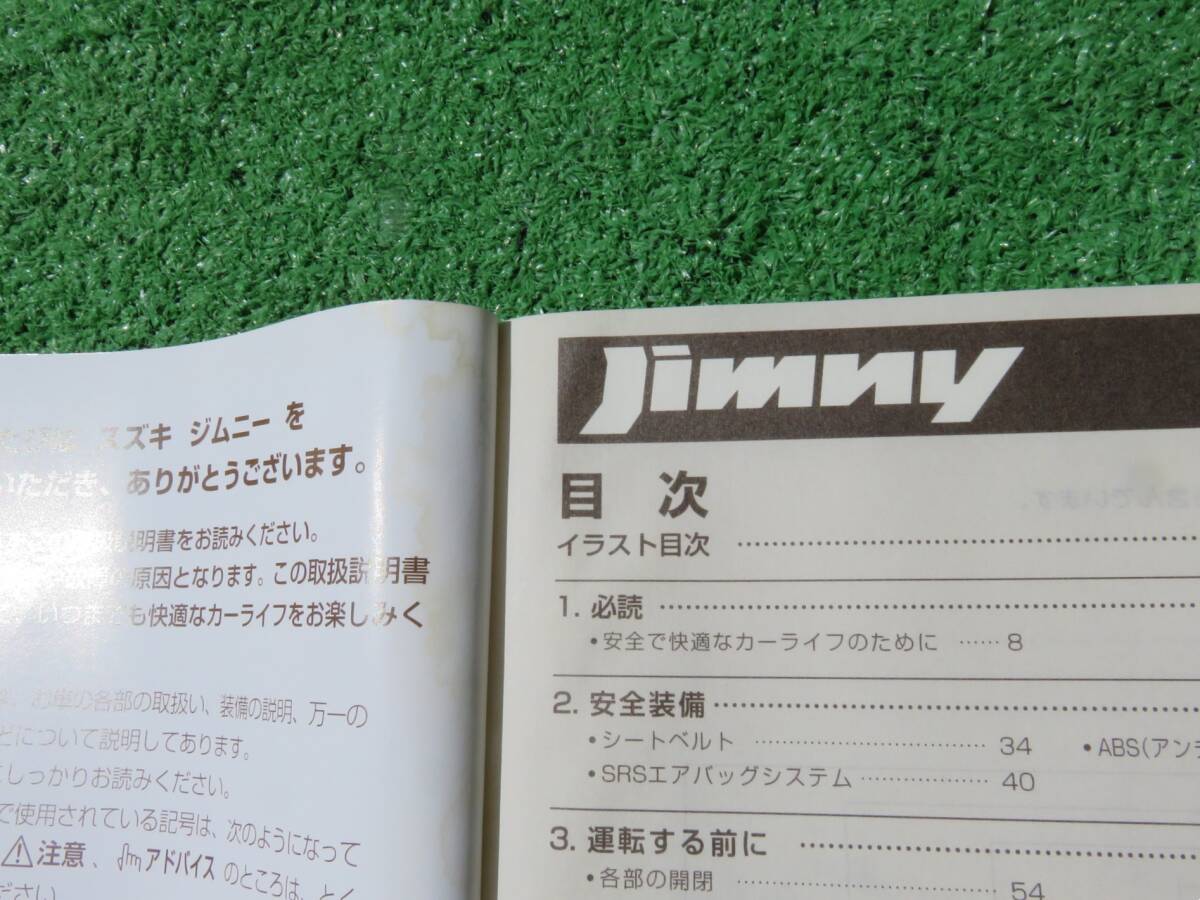 スズキ ジムニー を
いただき、ありがとうございます。
説明書をお読みください。
原因となります。この取扱説明書
いつまでも快適なカーライフをお楽しみく
お車の各部の取扱い、装備の説明、万一の
どについて説明してあります。
しっかりお読みください。
で使用されている記号は、次のようになって
⚠注意、アドバイスのところは、とく
ださい。
Jimny
目 次
イラスト目次 ……………………
1. 必読 ……………………
•安全で快適なカーライフのために ……8
2. 安全装備 ……………………
•シートベルト …………………… 34 •ABS(アンチ
•SRSエアバッグシステム ……………… 40
3. 運転する前に ……………………
•各部の開閉 …………………… 54